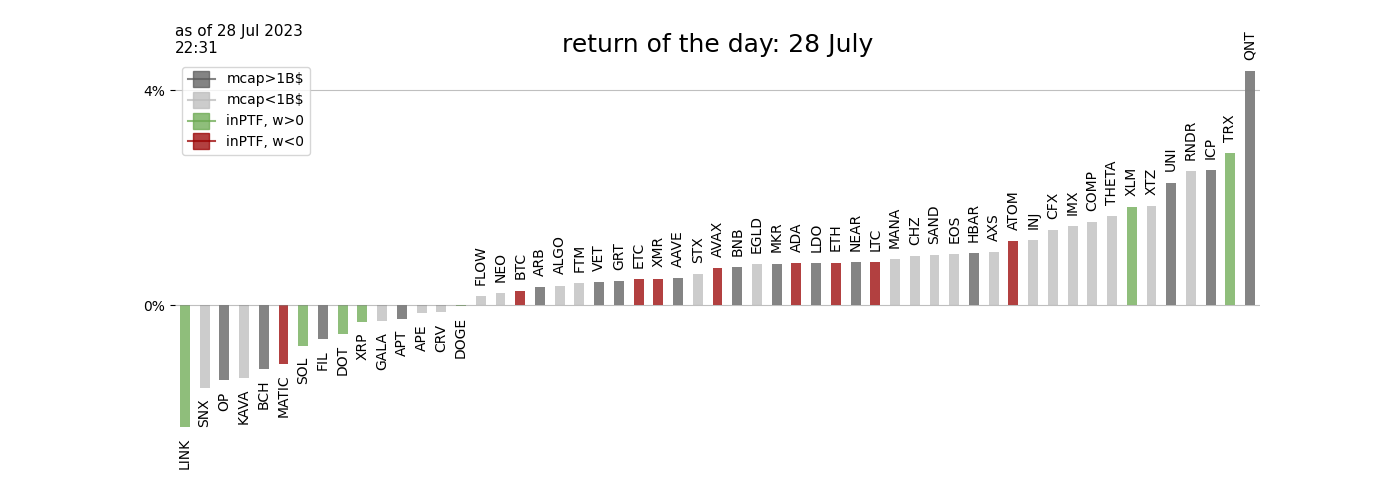 as of 28 Jul 2023
22:31
return of the day: 28 July
mcap>1B$
mcap<1B$
inPTF, w>0
inPTF, w<0
4%
0%
LINK
SNX
OP
KAVA
BCH
MATIC
SOL
FIL
DOT
XRP
GALA
APT
APE
CRV
DOGE
FLOW
NEO
BTC
ARB
ALGO
FTM
VET
GRT
ETC
XMR
AAVE
STX
AVAX
BNB
EGLD
MKR
ADA
LDO
ETH
NEAR
LTC
MANA
CHZ
SAND
EOS
HBAR
AXS
ATOM
INJ
CFX
IMX
COMP
THETA
XLM
XTZ
UNI
RNDR
ICP
TRX
QNT